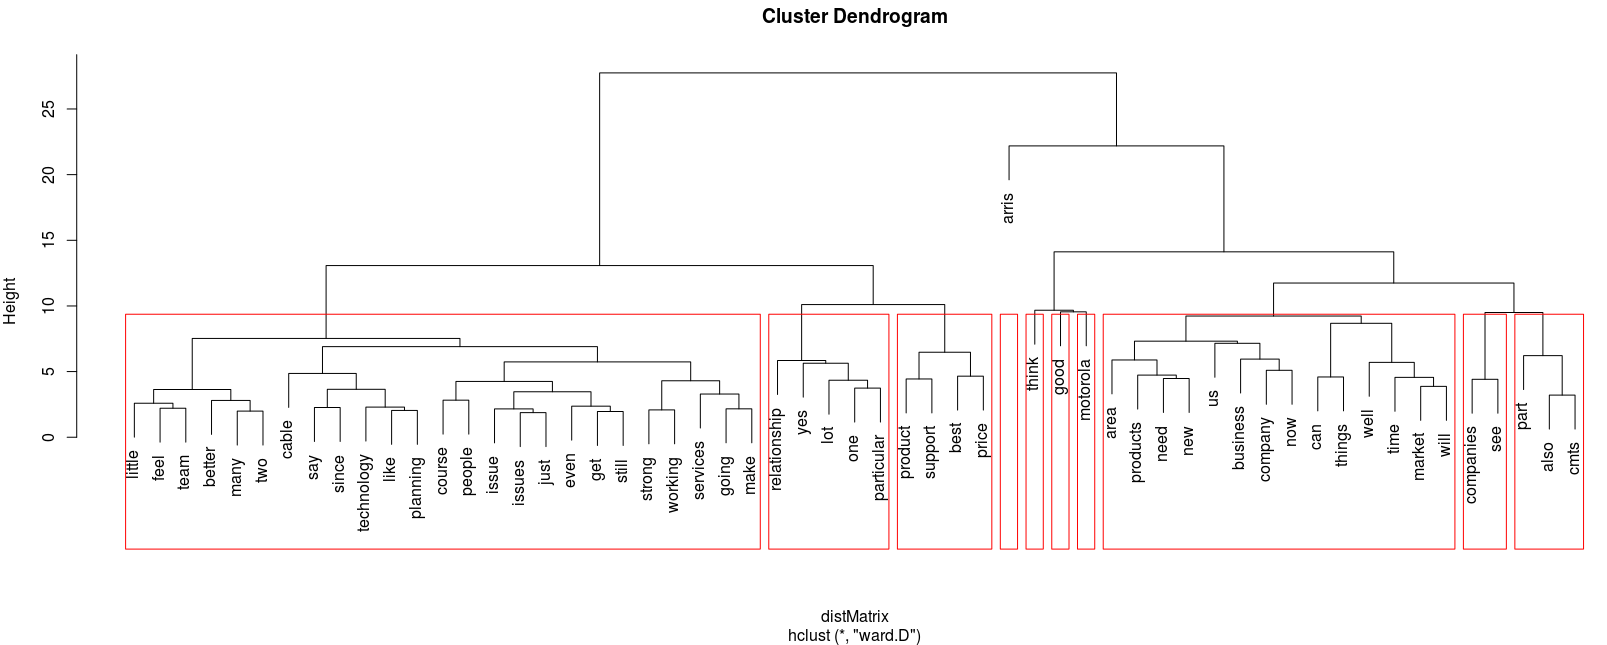 Cluster Dendrogram
Height
0
5
10
15
20
25
little
feel
team
better
many
two
cable
say
since
technology
like
planning
course
people
issue
issues
just
even
get
still
strong
working
services
going
make
relationship
yes
lot
one
particular
product
support
best
price
arris
think
good
motorola
area
products
need
new
us
business
company
now
can
things
well
time
market
will
companies
see
part
also
cmts
distMatrix
hclust (*, "ward.D")